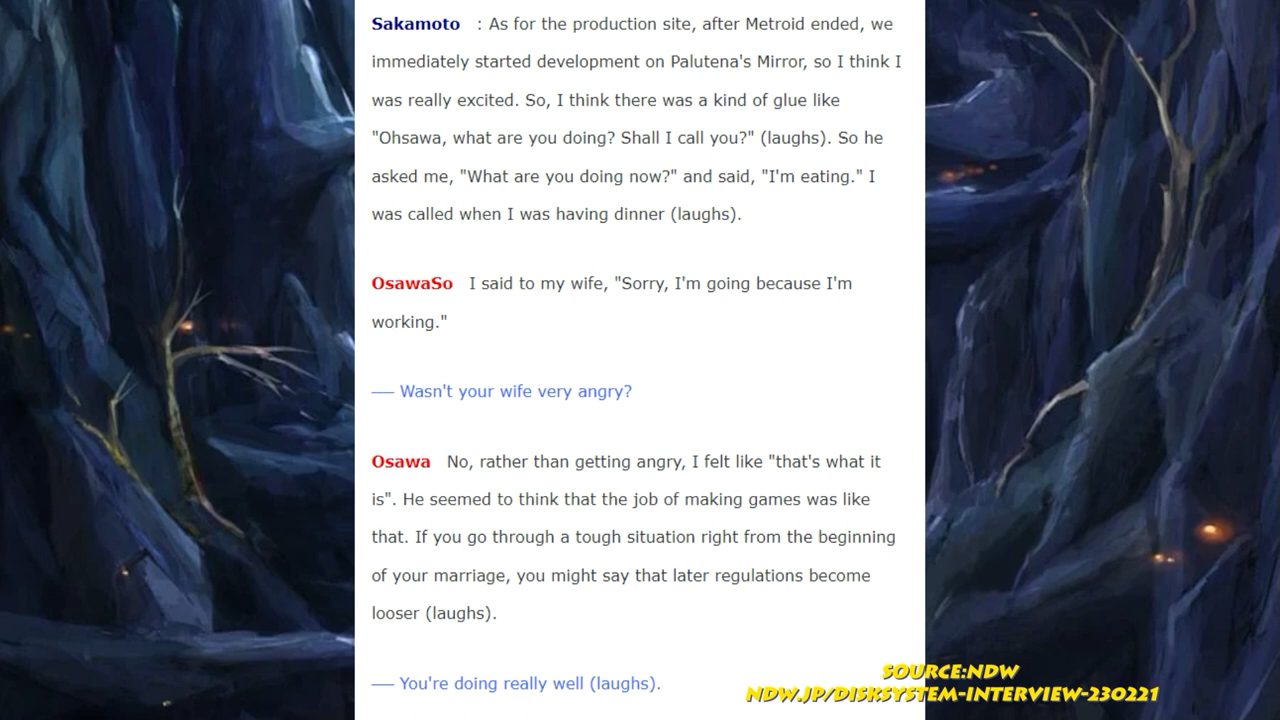 Sakamoto : As for the production site, after Metroid ended, we
immediately started development on Palutena's Mirror, so I think I
was really excited. So, I think there was a kind of glue like
"Ohsawa, what are you doing? Shall I call you?" (laughs). So he
asked me, "What are you doing now?" and said, "I'm eating." I
was called when I was having dinner (laughs).
OsawaSo I said to my wife, "Sorry, I'm going because I'm
working."
── Wasn't your wife very angry?
Osawa No, rather than getting angry, I felt like "that's what it
is". He seemed to think that the job of making games was like
that. If you go through a tough situation right from the beginning
of your marriage, you might say that later regulations become
looser (laughs).
── You're doing really well (laughs).
SOURCE:NDW
NDW.JP/DISKSYSTEM-INTERVIEW-230221